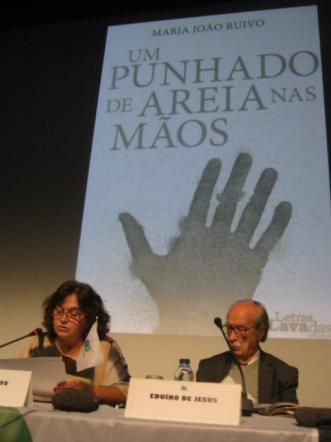 MARIA JOÃO RUIVO
UM
PUNHADO
DE AREIA NAS
MÃOS
Letras
LAVadas
EDUÍNO DE JESUS